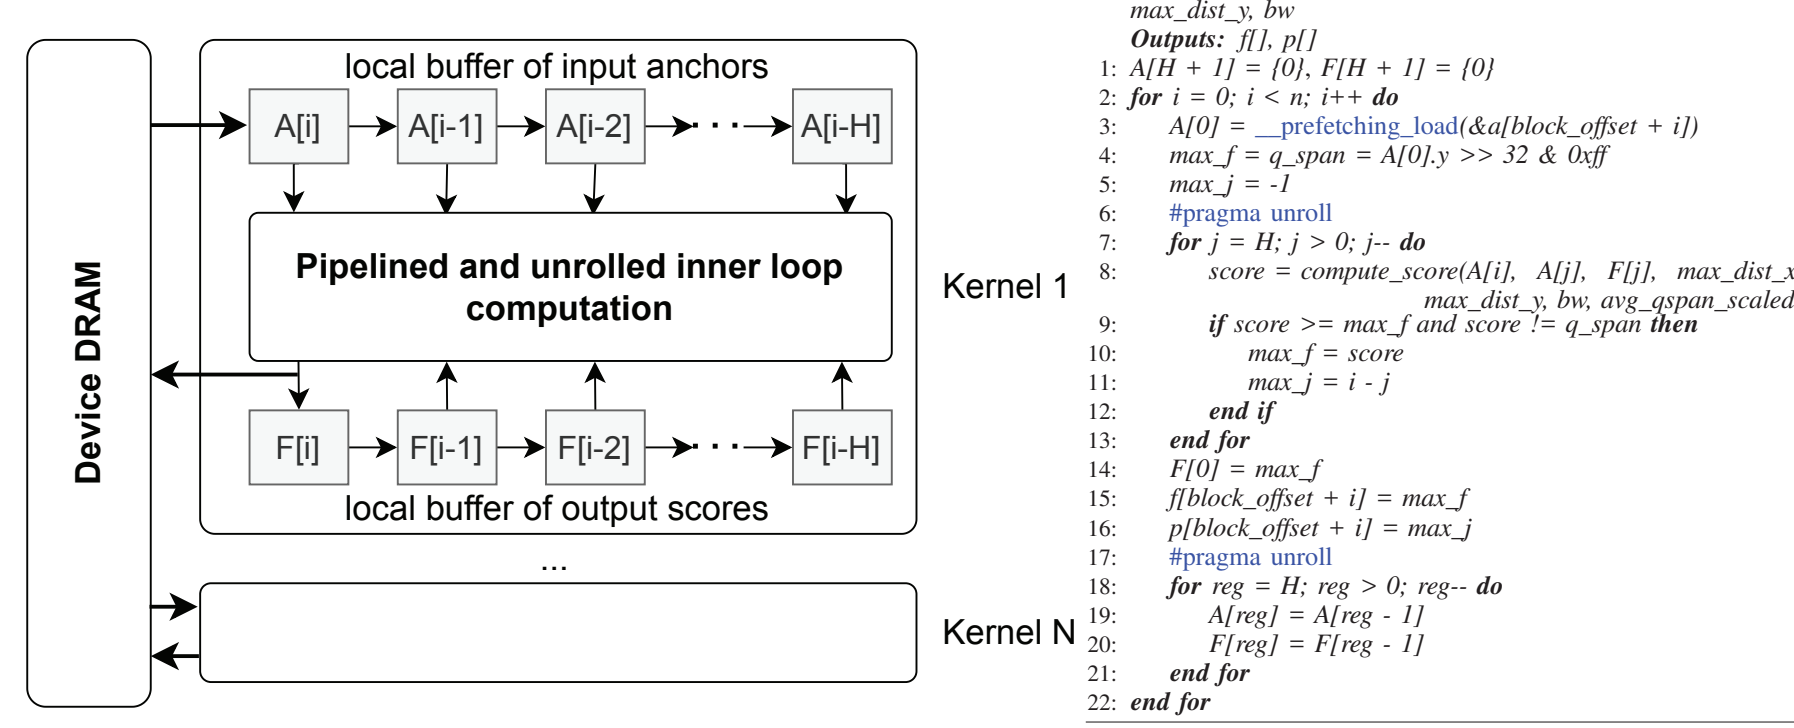 local buffer of input anchors
A[i]
A[i-1]
A[i-2]
· · ·
A[i-H]
Pipelined and unrolled inner loop
computation
F[i]
F[i-1]
F[i-2]
· · ·
F[i-H]
local buffer of output scores
Device DRAM
Kernel 1
...
Kernel N
max_dist_y, bw
Outputs: f[], p[]
1: A[H + 1] = {0}, F[H + 1] = {0}
2: for i = 0; i < n; i++ do
3: A[0] = __prefetching_load(&a[block_offset + i])
4: max_f = q_span = A[0].y >> 32 & 0xff
5: max_j = -1
6: #pragma unroll
7: for j = H; j > 0; j-- do
8: score = compute_score(A[i], A[j], F[j], max_dist_x
max_dist_y, bw, avg_qspan_scaled
9: if score >= max_f and score != q_span then
10: max_f = score
11: max_j = i - j
12: end if
13: end for
14: F[0] = max_f
15: f[block_offset + i] = max_f
16: p[block_offset + i] = max_j
17: #pragma unroll
18: for reg = H; reg > 0; reg-- do
19: A[reg] = A[reg - 1]
20: F[reg] = F[reg - 1]
21: end for
22: end for